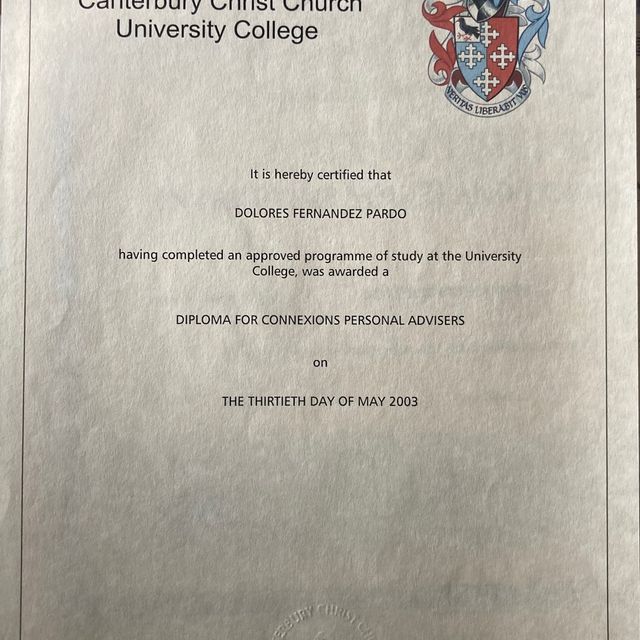 Canterbury Christ Church
University College
VERITAS LIBERABIT VOS
It is hereby certified that
DOLORES FERNANDEZ PARDO
having completed an approved programme of study at the University
College, was awarded a
DIPLOMA FOR CONNEXIONS PERSONAL ADVISERS
on
THE THIRTIETH DAY OF MAY 2003
CHRIST